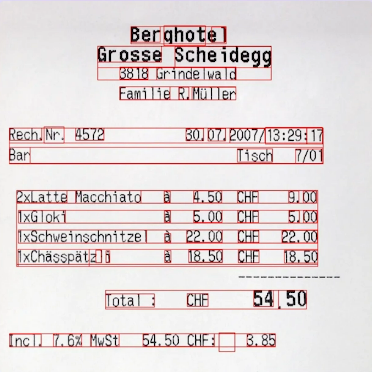 Berghotel
Grosse Scheidegg
3818 Grindelwald
Familie R.Müller
Rech.Nr. 4572 30.07.2007/13:29:17
Bar Tisch 7/01
2xLatte Macchiato à 4.50 CHF 9.00
1xGloki à 5.00 CHF 5.00
1xSchweinschnitzel à 22.00 CHF 22.00
1xChässpätzli à 18.50 CHF 18.50
Total : CHF 54.50
Incl. 7.6% MwSt 54.50 CHF: 3.85